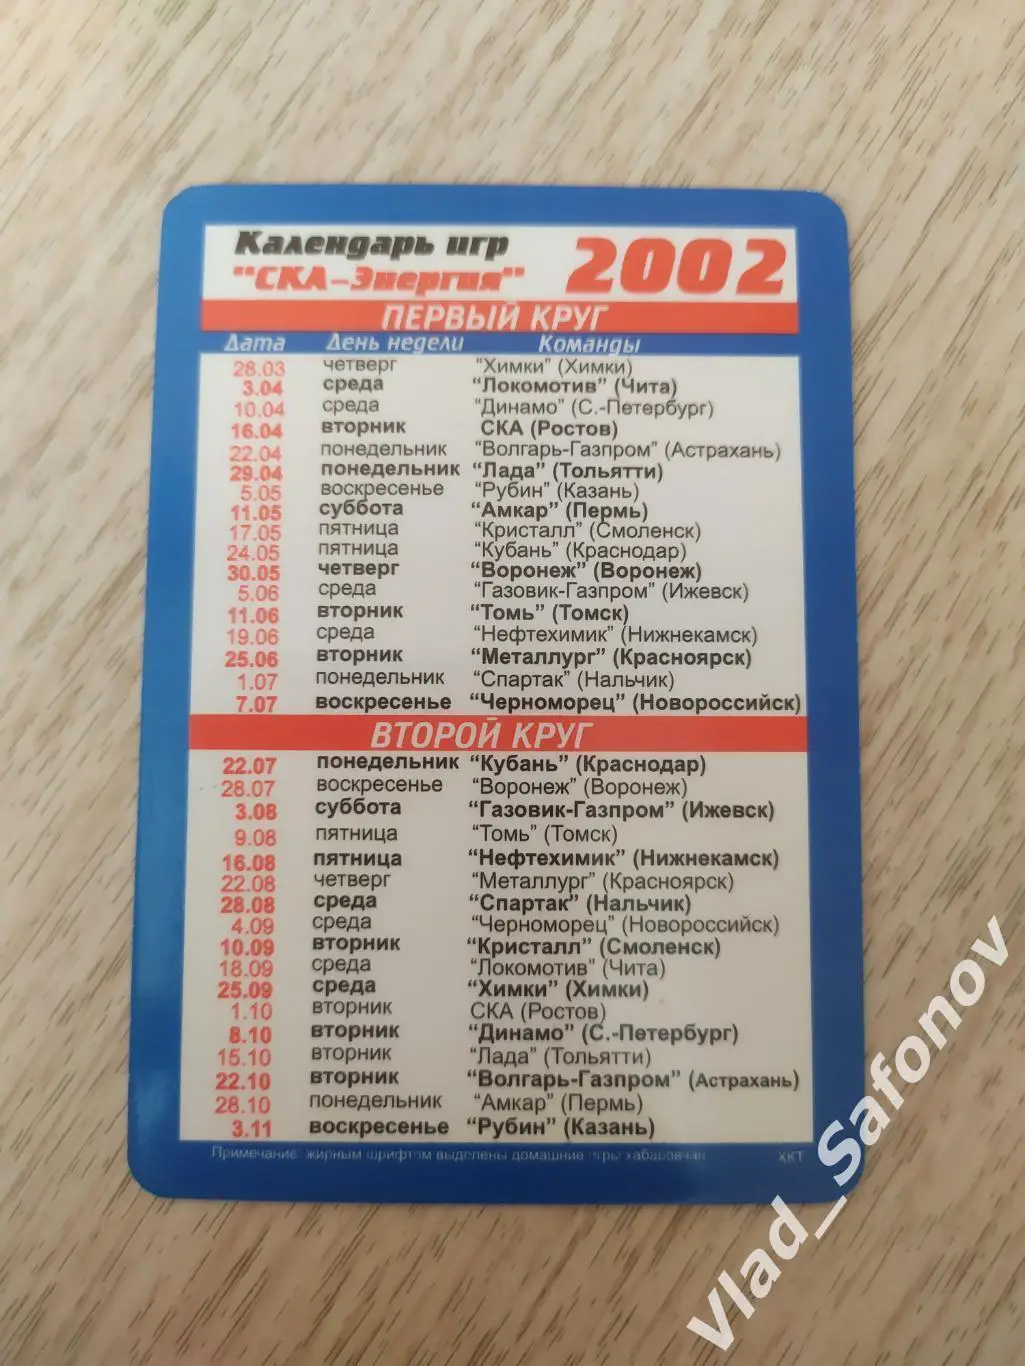 Календарь игр
"СКА-Энергия" 2002
ПЕРВЫЙ КРУГ
Дата День недели Команды
28.03 четверг "Химки" (Химки)
3.04 среда "Локомотив" (Чита)
10.04 среда "Динамо" (С.-Петербург)
16.04 вторник СКА (Ростов)
22.04 понедельник "Волгарь-Газпром" (Астрахань)
29.04 понедельник "Лада" (Тольятти)
5.05 воскресенье "Рубин" (Казань)
11.05 суббота "Амкар" (Пермь)
17.05 пятница "Кристалл" (Смоленск)
24.05 пятница "Кубань" (Краснодар)
30.05 четверг "Воронеж" (Воронеж)
5.06 среда "Газовик-Газпром" (Ижевск)
11.06 вторник "Томь" (Томск)
19.06 среда "Нефтехимик" (Нижнекамск)
25.06 вторник "Металлург" (Красноярск)
1.07 понедельник "Спартак" (Нальчик)
7.07 воскресенье "Черноморец" (Новороссийск)
ВТОРОЙ КРУГ
22.07 понедельник "Кубань" (Краснодар)
28.07 воскресенье "Воронеж" (Воронеж)
3.08 суббота "Газовик-Газпром" (Ижевск)
9.08 пятница "Томь" (Томск)
16.08 пятница "Нефтехимик" (Нижнекамск)
22.08 четверг "Металлург" (Красноярск)
28.08 среда "Спартак" (Нальчик)
4.09 среда "Черноморец" (Новороссийск)
10.09 вторник "Кристалл" (Смоленск)
18.09 среда "Локомотив" (Чита)
25.09 среда "Химки" (Химки)
1.10 вторник СКА (Ростов)
8.10 вторник "Динамо" (С.-Петербург)
15.10 вторник "Лада" (Тольятти)
22.10 вторник "Волгарь-Газпром" (Астрахань)
28.10 понедельник "Амкар" (Пермь)
3.11 воскресенье "Рубин" (Казань)
Примечание: жирным шрифтом выделены домашние игры хабаровчан ХКТ
Vlad_Safonov